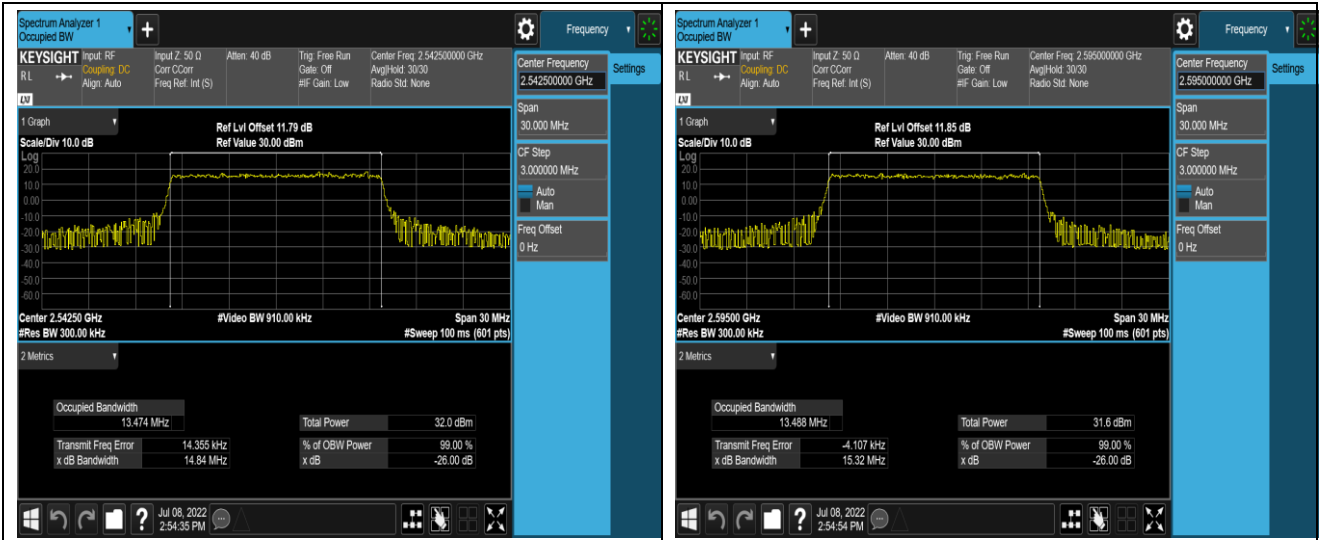 Spectrum Analyzer 1
Occupied BW
+
Frequency
KEYSIGHT
RL
LXI
Input: RF
Coupling: DC
Align: Auto
Input Z: 50 Ω
Corr CCorr
Freq Ref: Int (S)
Atten: 40 dB
Trig: Free Run
Gate: Off
#IF Gain: Low
Center Freq: 2.542500000 GHz
Avg|Hold: 30/30
Radio Std: None
Center Frequency
2.542500000 GHz
Settings
Span
30.000 MHz
CF Step
3.000000 MHz
Auto
Man
Freq Offset
0 Hz
1 Graph
Ref Lvl Offset 11.79 dB
Scale/Div 10.0 dB
Ref Value 30.00 dBm
Log
20.0
10.0
0.00
-10.0
-20.0
-30.0
-40.0
-50.0
-60.0
Center 2.54250 GHz
#Video BW 910.00 kHz
Span 30 MHz
#Res BW 300.00 kHz
#Sweep 100 ms (601 pts)
2 Metrics
Occupied Bandwidth
13.474 MHz
Total Power 32.0 dBm
Transmit Freq Error 14.355 kHz
% of OBW Power 99.00 %
x dB Bandwidth 14.84 MHz
x dB -26.00 dB
?
Jul 08, 2022
2:54:35 PM
Spectrum Analyzer 1
Occupied BW
+
Frequency
KEYSIGHT
RL
LXI
Input: RF
Coupling: DC
Align: Auto
Input Z: 50 Ω
Corr CCorr
Freq Ref: Int (S)
Atten: 40 dB
Trig: Free Run
Gate: Off
#IF Gain: Low
Center Freq: 2.595000000 GHz
Avg|Hold: 30/30
Radio Std: None
Center Frequency
2.595000000 GHz
Settings
Span
30.000 MHz
CF Step
3.000000 MHz
Auto
Man
Freq Offset
0 Hz
1 Graph
Ref Lvl Offset 11.85 dB
Scale/Div 10.0 dB
Ref Value 30.00 dBm
Log
20.0
10.0
0.00
-10.0
-20.0
-30.0
-40.0
-50.0
-60.0
Center 2.59500 GHz
#Video BW 910.00 kHz
Span 30 MHz
#Res BW 300.00 kHz
#Sweep 100 ms (601 pts)
2 Metrics
Occupied Bandwidth
13.488 MHz
Total Power 31.6 dBm
Transmit Freq Error -4.107 kHz
% of OBW Power 99.00 %
x dB Bandwidth 15.32 MHz
x dB -26.00 dB
?
Jul 08, 2022
2:54:54 PM